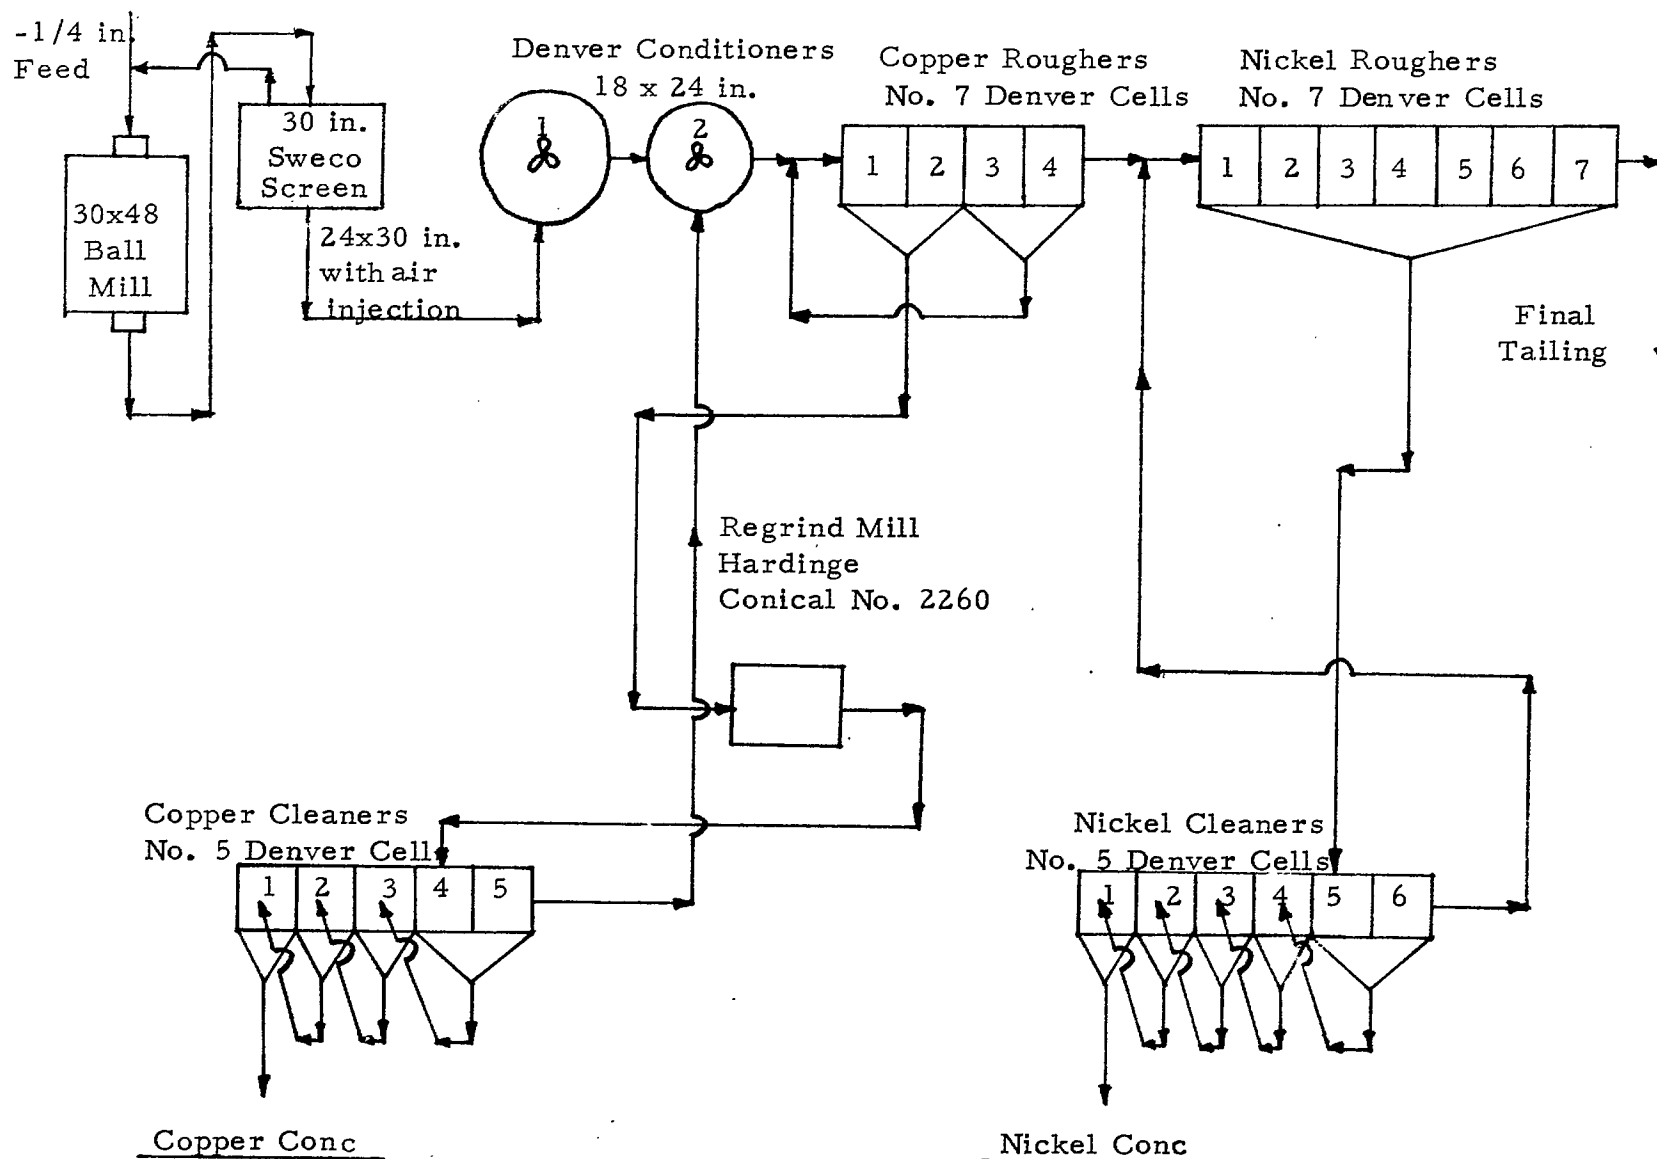 -1/4 in.
Feed
30x48
Ball
Mill
30 in.
Sweco
Screen
24x30 in.
with air
injection
Denver Conditioners
18 x 24 in.
1
2
Copper Roughers
No. 7 Denver Cells
1 2 3 4
Nickel Roughers
No. 7 Denver Cells
1 2 3 4 5 6 7
Final
Tailing
Regrind Mill
Hardinge
Conical No. 2260
Copper Cleaners
No. 5 Denver Cell
1 2 3 4 5
Nickel Cleaners
No. 5 Denver Cells
1 2 3 4 5 6
Copper Conc
Nickel Conc